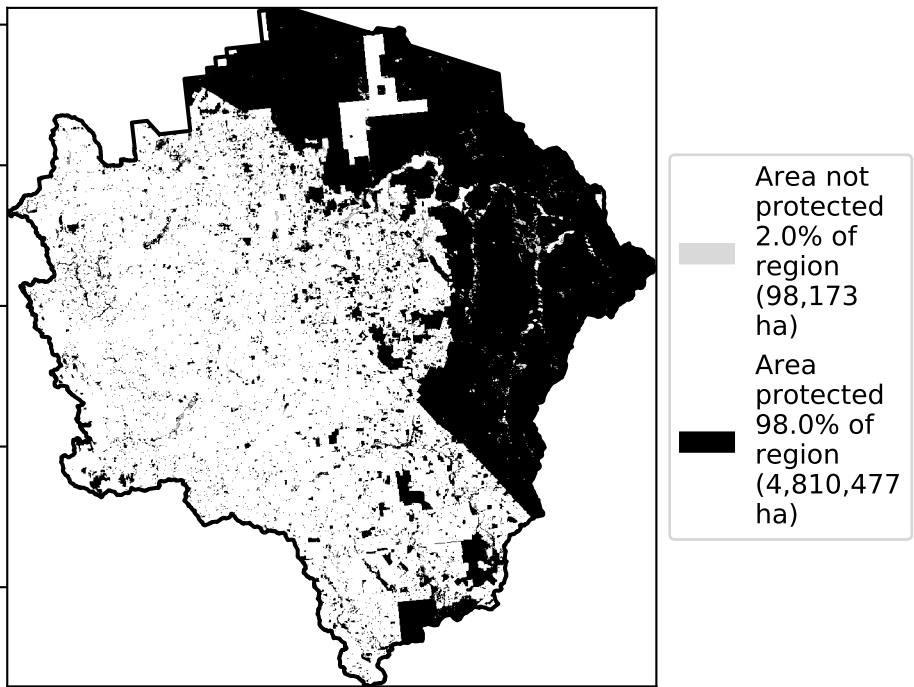 Area not
protected
2.0% of
region
(98,173
ha)
Area
protected
98.0% of
region
(4,810,477
ha)